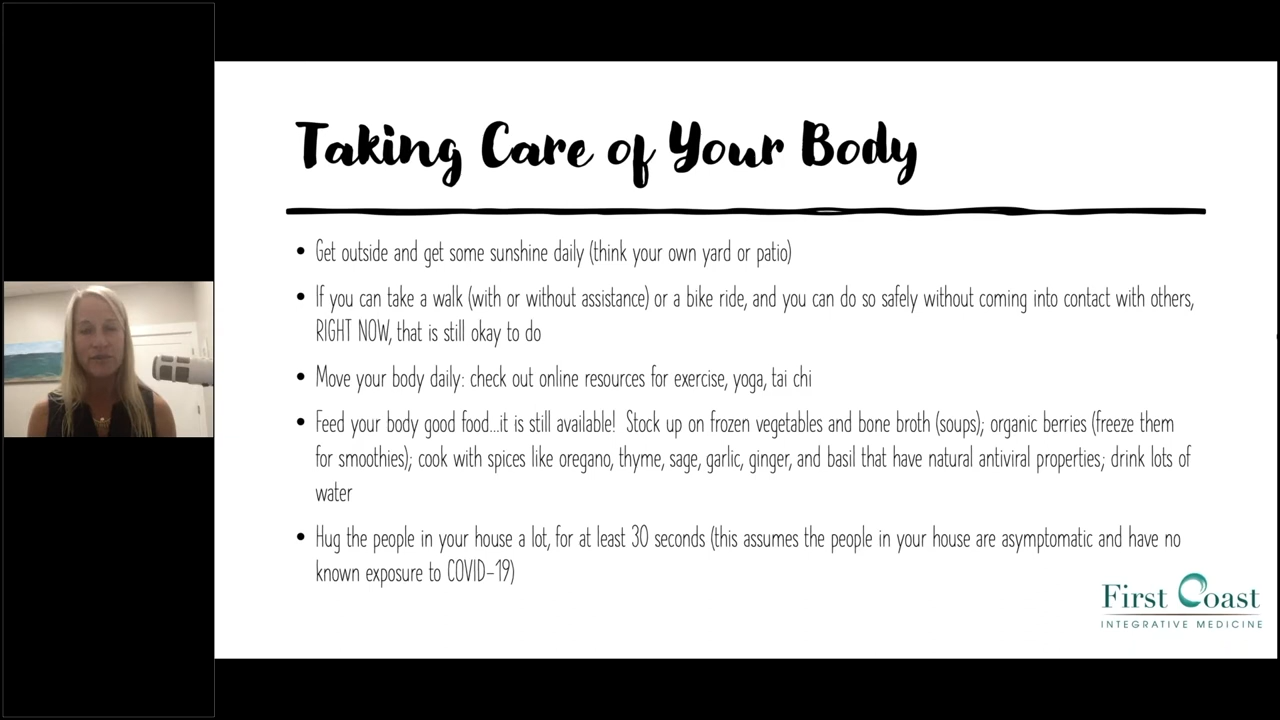 Taking Care of Your Body
• Get outside and get some sunshine daily (think your own yard or patio)
• If you can take a walk (with or without assistance) or a bike ride, and you can do so safely without coming into contact with others,
RIGHT NOW, that is still okay to do
• Move your body daily: check out online resources for exercise, yoga, tai chi
• Feed your body good food...it is still available! Stock up on frozen vegetables and bone broth (soups); organic berries (freeze them
for smoothies); cook with spices like oregano, thyme, sage, garlic, ginger, and basil that have natural antiviral properties; drink lots of
water
• Hug the people in your house a lot, for at least 30 seconds (this assumes the people in your house are asymptomatic and have no
known exposure to COVID-19)
First Coast
INTEGRATIVE MEDICINE